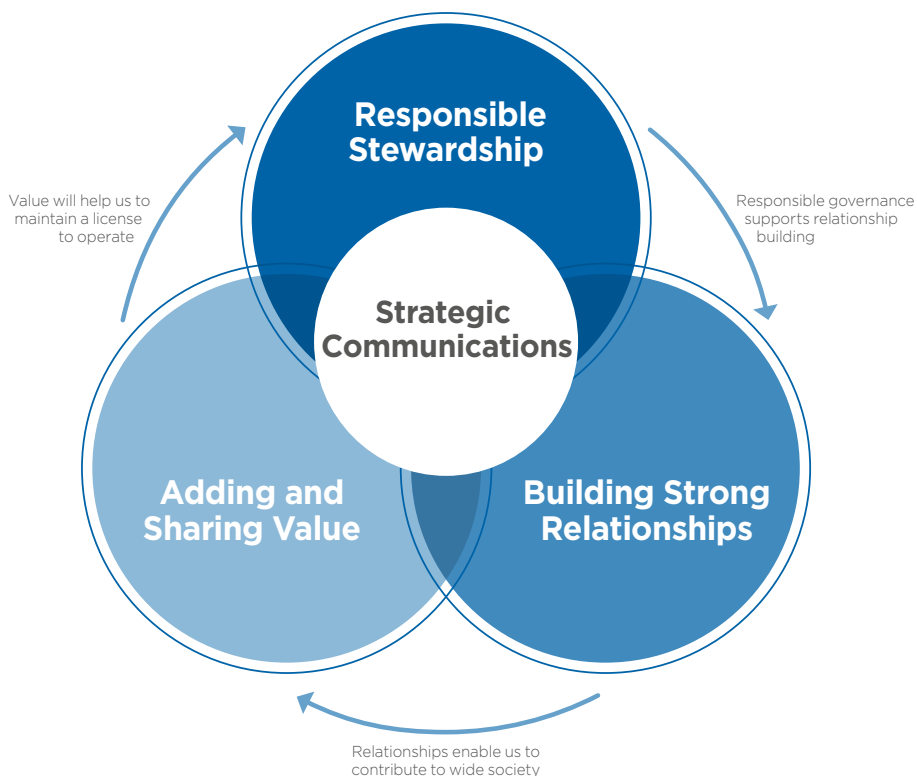 Responsible
Stewardship
Value will help us to
maintain a license
to operate
Responsible governance
supports relationship
building
Strategic
Communications
Adding and
Sharing Value
Building Strong
Relationships
Relationships enable us to
contribute to wide society